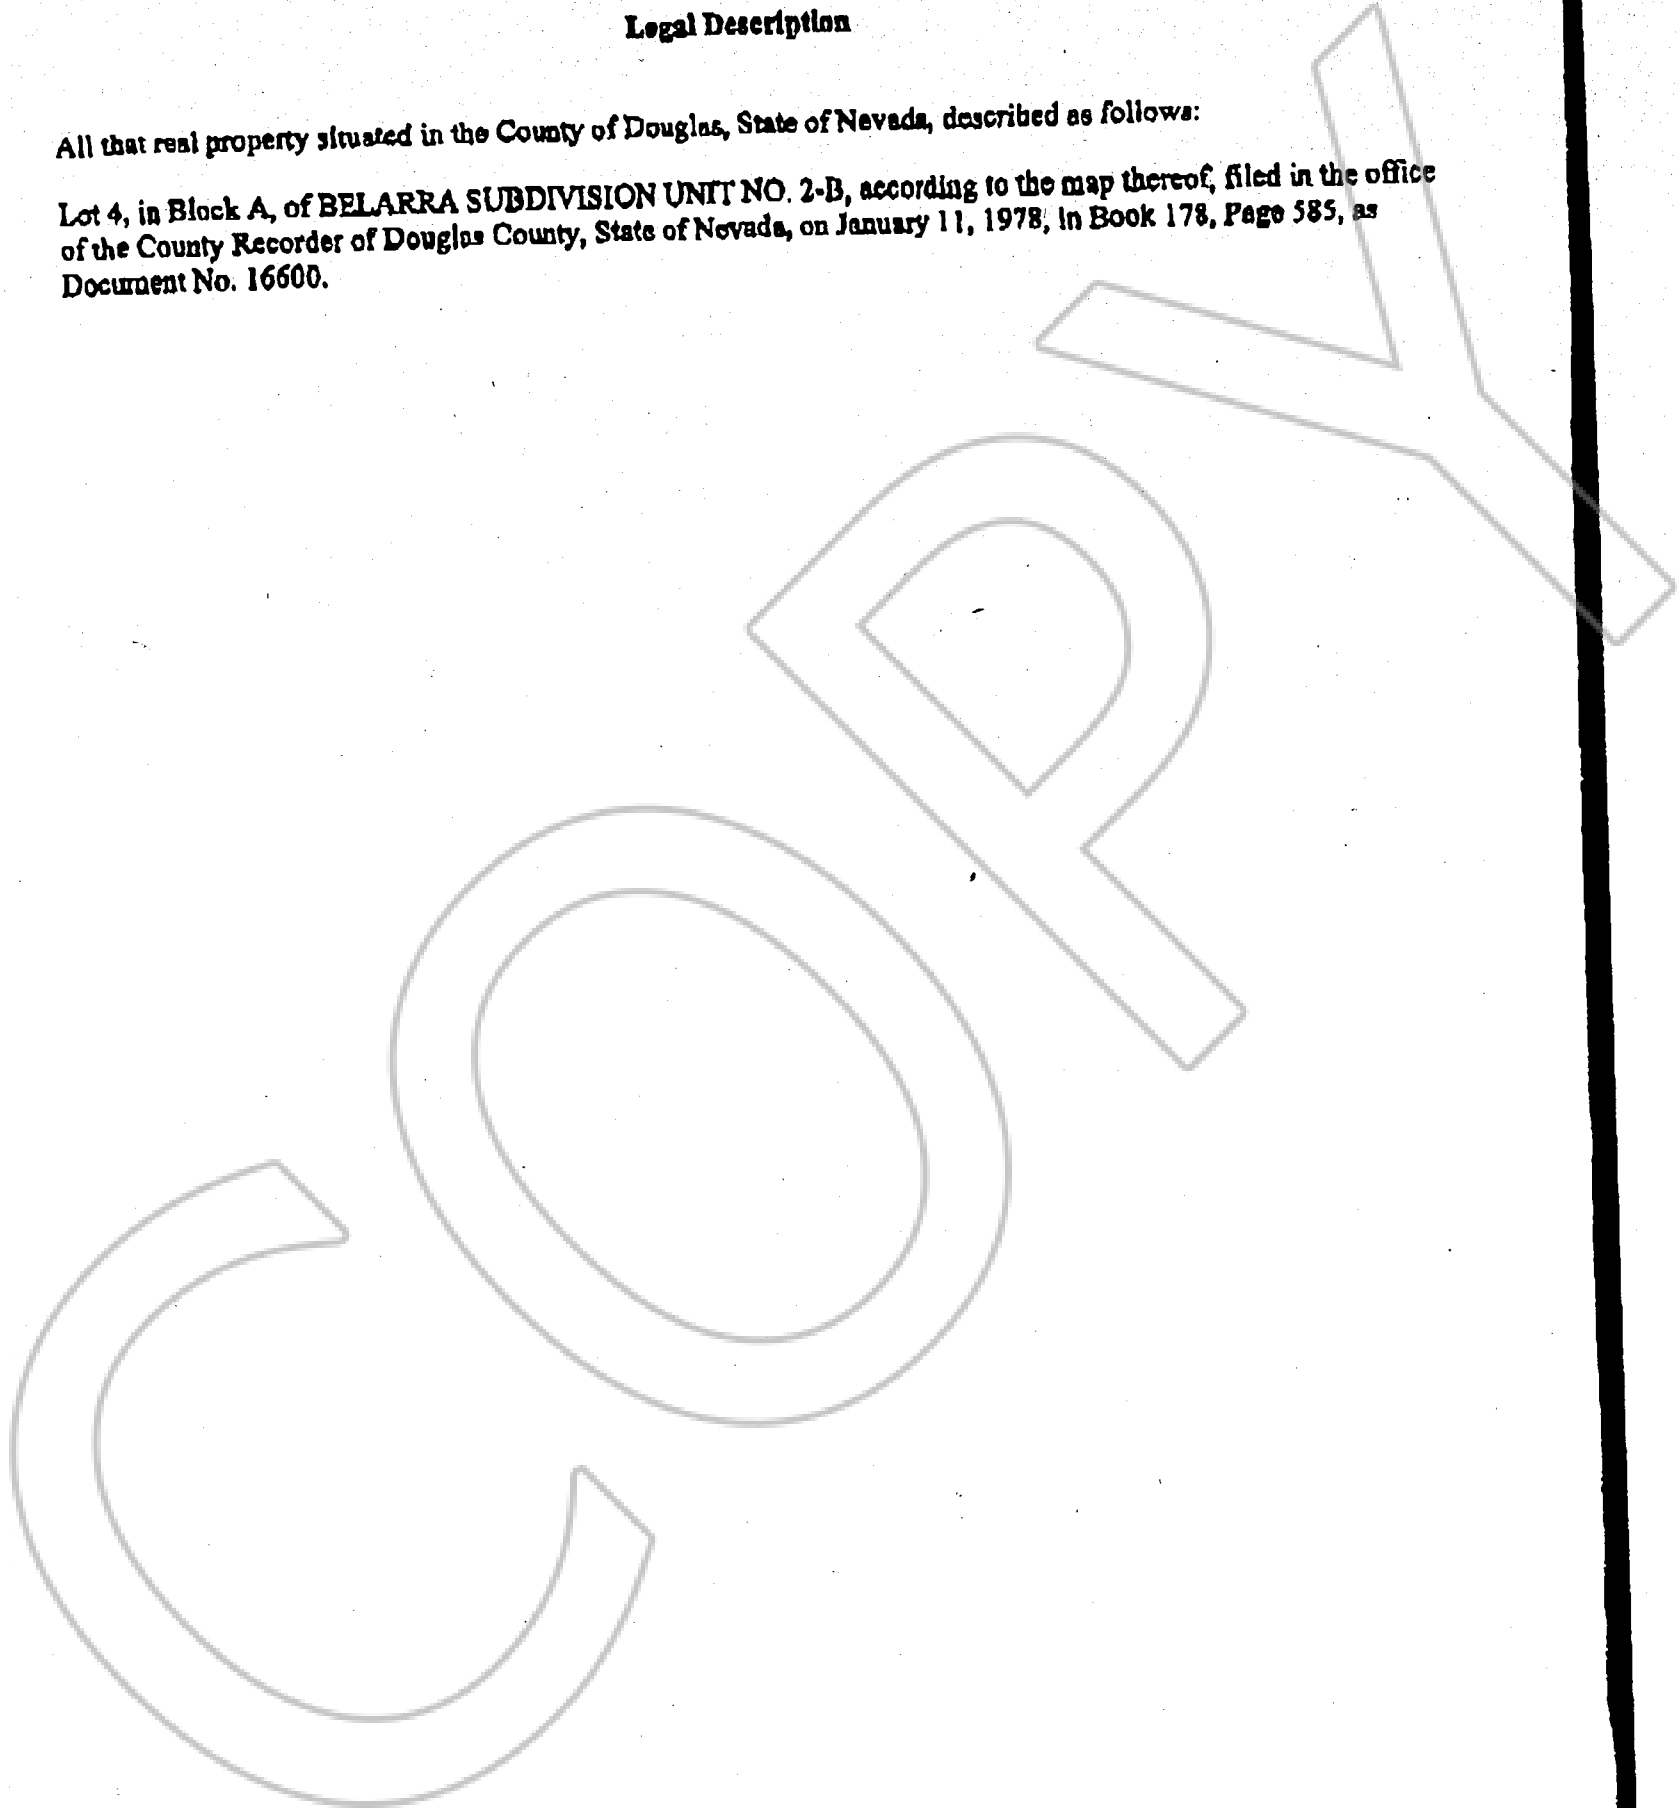 Legal Description
All that real property situated in the County of Douglas, State of Nevada, described as follows:
Lot 4, in Block A, of BELARRA SUBDIVISION UNIT NO. 2-B, according to the map thereof, filed in the office
of the County Recorder of Douglas County, State of Nevada, on January 11, 1978, in Book 178, Page 585, as
Document No. 16600.
COPY